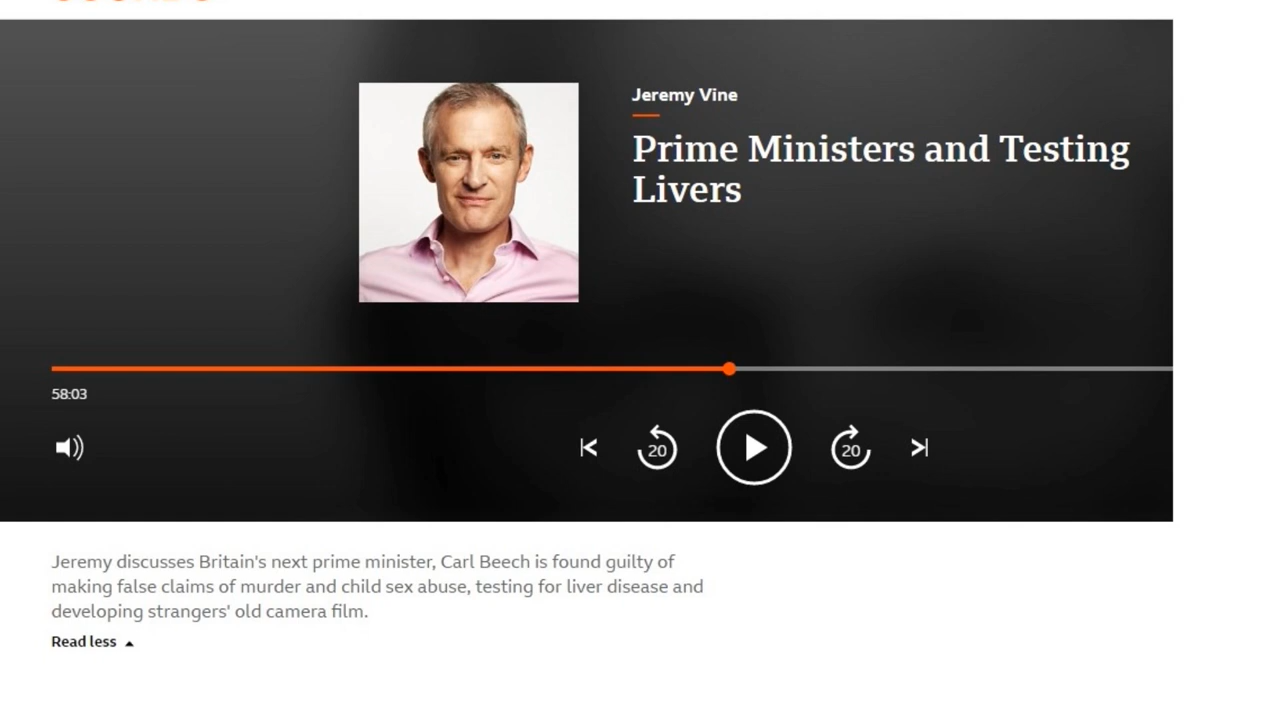 Jeremy Vine
Prime Ministers and Testing
Livers
58:03
20
20
Jeremy discusses Britain's next prime minister, Carl Beech is found guilty of
making false claims of murder and child sex abuse, testing for liver disease and
developing strangers' old camera film.
Read less